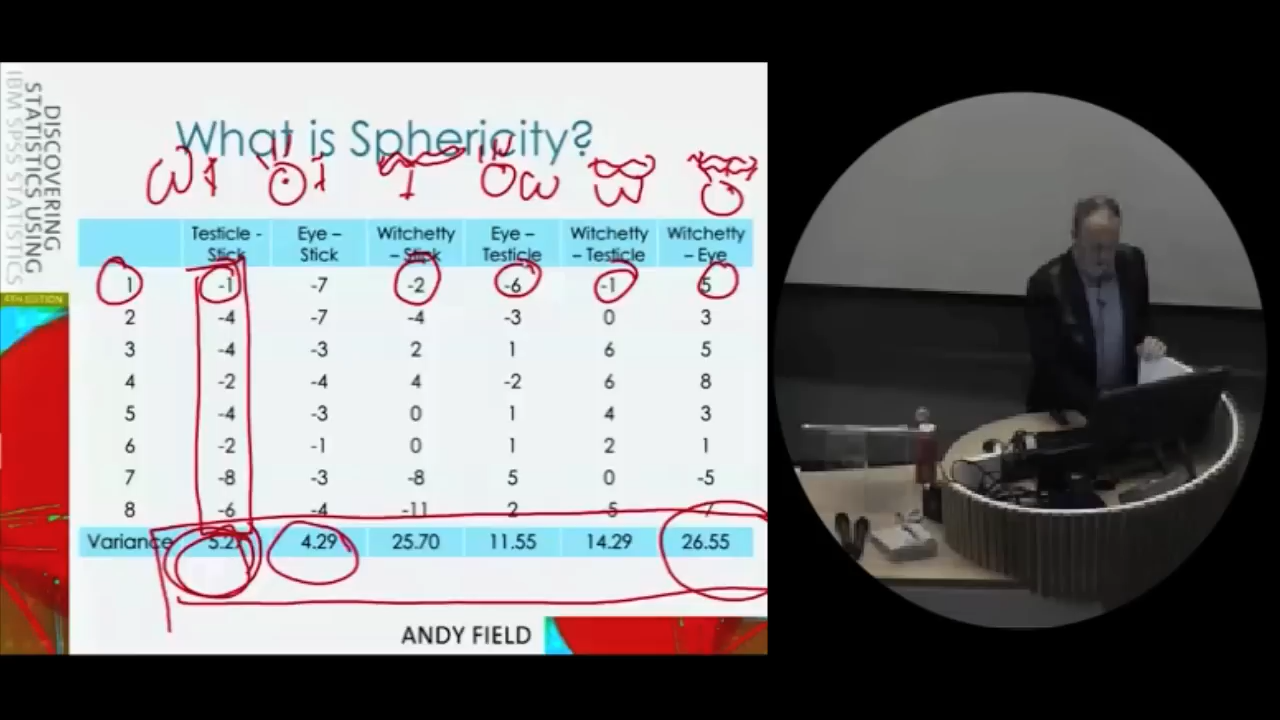 DISCOVERING
STATISTICS USING
IBM SPSS STATISTICS
4TH EDITION
What is Sphericity?
Testicle - Stick Eye – Stick Witchetty – Stick Eye – Testicle Witchetty – Testicle Witchetty – Eye
1 -1 -7 -2 -6 -1 5
2 -4 -7 -4 -3 0 3
3 -4 -3 2 1 6 5
4 -2 -4 4 -2 6 8
5 -4 -3 0 1 4 3
6 -2 -1 0 1 2 1
7 -8 -3 -8 5 0 -5
8 -6 -4 -11 2
Variance 4.29 25.70 11.55 14.29 26.55
ANDY FIELD